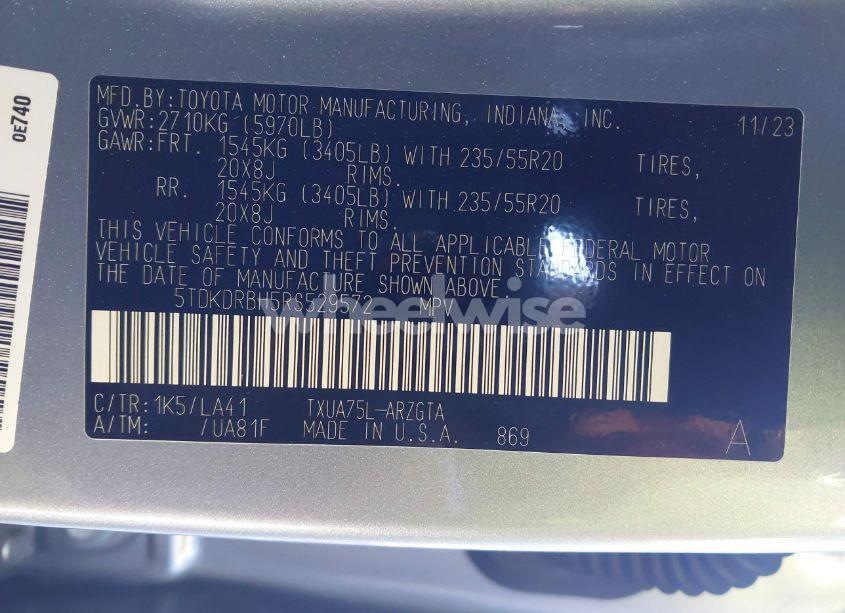 0E740
MFD.BY:TOYOTA MOTOR MANUFACTURING, INDIANA, INC. 11/23
GVWR:2710KG (5970LB)
GAWR:FRT. 1545KG (3405LB) WITH 235/55R20 TIRES,
20X8J RIMS.
RR. 1545KG (3405LB) WITH 235/55R20 TIRES,
20X8J RIMS.
THIS VEHICLE CONFORMS TO ALL APPLICABLE FEDERAL MOTOR
VEHICLE SAFETY AND THEFT PREVENTION STANDARDS IN EFFECT ON
THE DATE OF MANUFACTURE SHOWN ABOVE.
MPV
wheelwise
C/TR:1K5/LA41 TXUA75L-ARZGTA
A/TM: /UA81F MADE IN U.S.A. 869 A